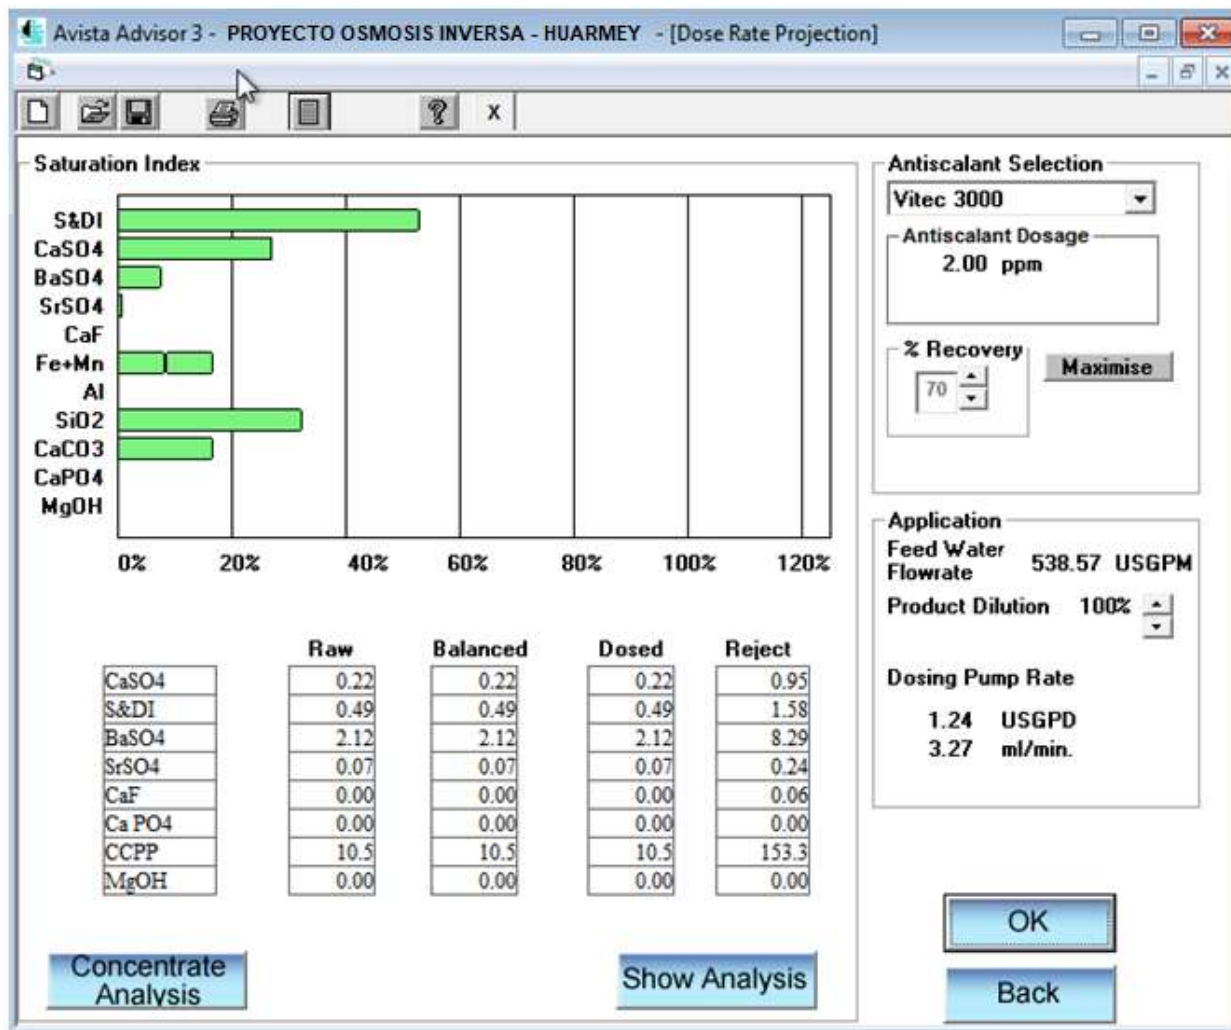 Avista Advisor 3 - PROYECTO OSMOSIS INVERSA - HUARMEY - [Dose Rate Projection]
X
Saturation Index
S&DI
CaSO4
BaSO4
SrSO4
CaF
Fe+Mn
Al
SiO2
CaCO3
CaPO4
MgOH
0% 20% 40% 60% 80% 100% 120%
Raw Balanced Dosed Reject
CaSO4 0.22 0.22 0.22 0.95
S&DI 0.49 0.49 0.49 1.58
BaSO4 2.12 2.12 2.12 8.29
SrSO4 0.07 0.07 0.07 0.24
CaF 0.00 0.00 0.00 0.06
Ca PO4 0.00 0.00 0.00 0.00
CCPP 10.5 10.5 10.5 153.3
MgOH 0.00 0.00 0.00 0.00
Concentrate
Analysis
Show Analysis
Antiscalant Selection
Vitec 3000
Antiscalant Dosage
2.00 ppm
% Recovery
70
Maximise
Application
Feed Water
Flowrate
538.57 USGPM
Product Dilution 100%
Dosing Pump Rate
1.24 USGPD
3.27 ml/min.
OK
Back